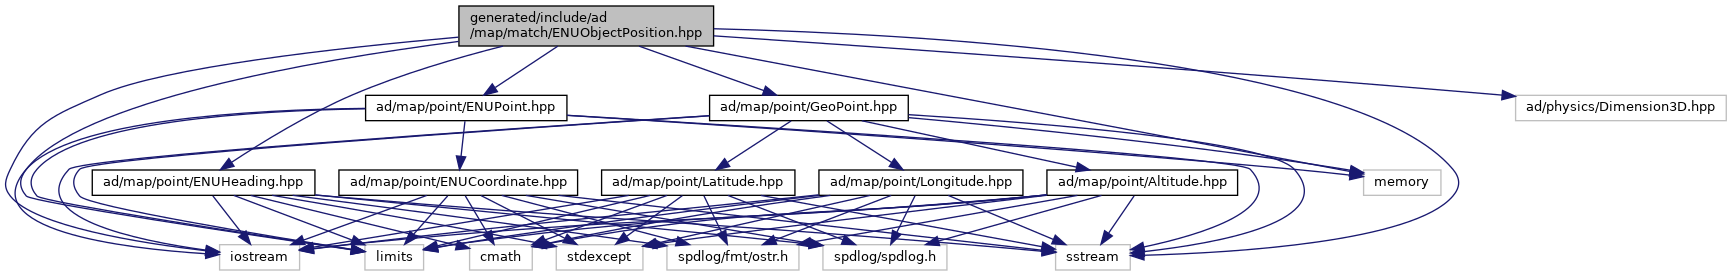 generated/include/ad
/map/match/ENUObjectPosition.hpp
ad/map/point/ENUPoint.hpp
ad/map/point/GeoPoint.hpp
ad/physics/Dimension3D.hpp
ad/map/point/ENUHeading.hpp
ad/map/point/ENUCoordinate.hpp
ad/map/point/Latitude.hpp
ad/map/point/Longitude.hpp
ad/map/point/Altitude.hpp
memory
iostream
limits
cmath
stdexcept
spdlog/fmt/ostr.h
spdlog/spdlog.h
sstream